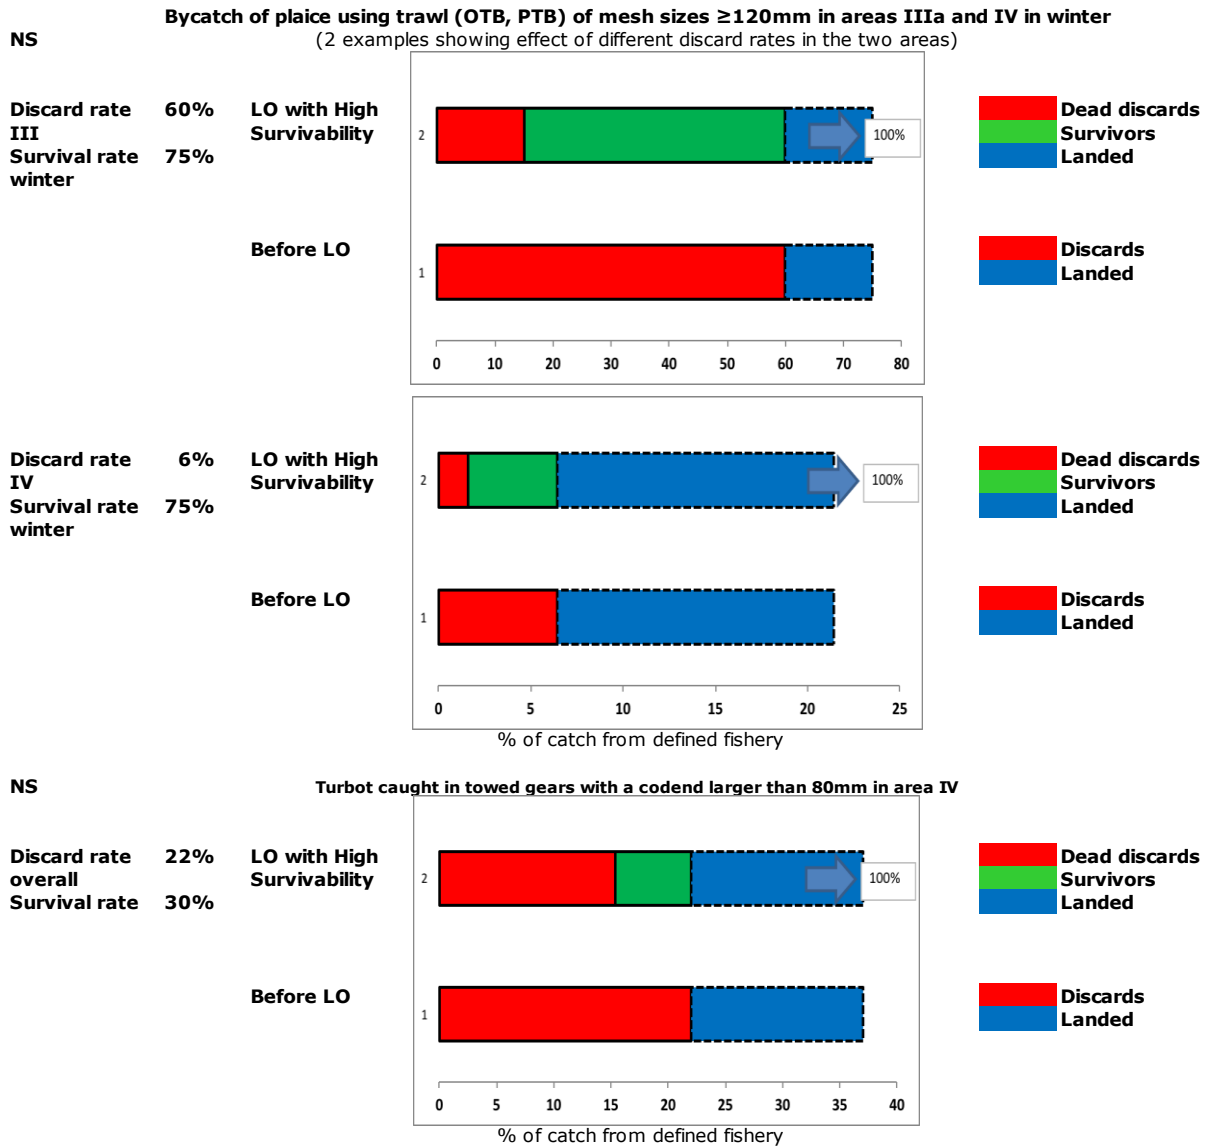 Bycatch of plaice using trawl (OTB, PTB) of mesh sizes ≥120mm in areas IIIa and IV in winter
NS (2 examples showing effect of different discard rates in the two areas)
Discard rate 60% LO with High
III Survivability
Survival rate 75%
winter
2
100%
Dead discards
Survivors
Landed
Before LO
1
Discards
Landed
0 10 20 30 40 50 60 70 80
Discard rate 6% LO with High
IV Survivability
Survival rate 75%
winter
2
100%
Dead discards
Survivors
Landed
Before LO
1
Discards
Landed
0 5 10 15 20 25
% of catch from defined fishery
NS Turbot caught in towed gears with a codend larger than 80mm in area IV
Discard rate 22% LO with High
overall Survivability
Survival rate 30%
2
100%
Dead discards
Survivors
Landed
Before LO
1
Discards
Landed
0 5 10 15 20 25 30 35 40
% of catch from defined fishery